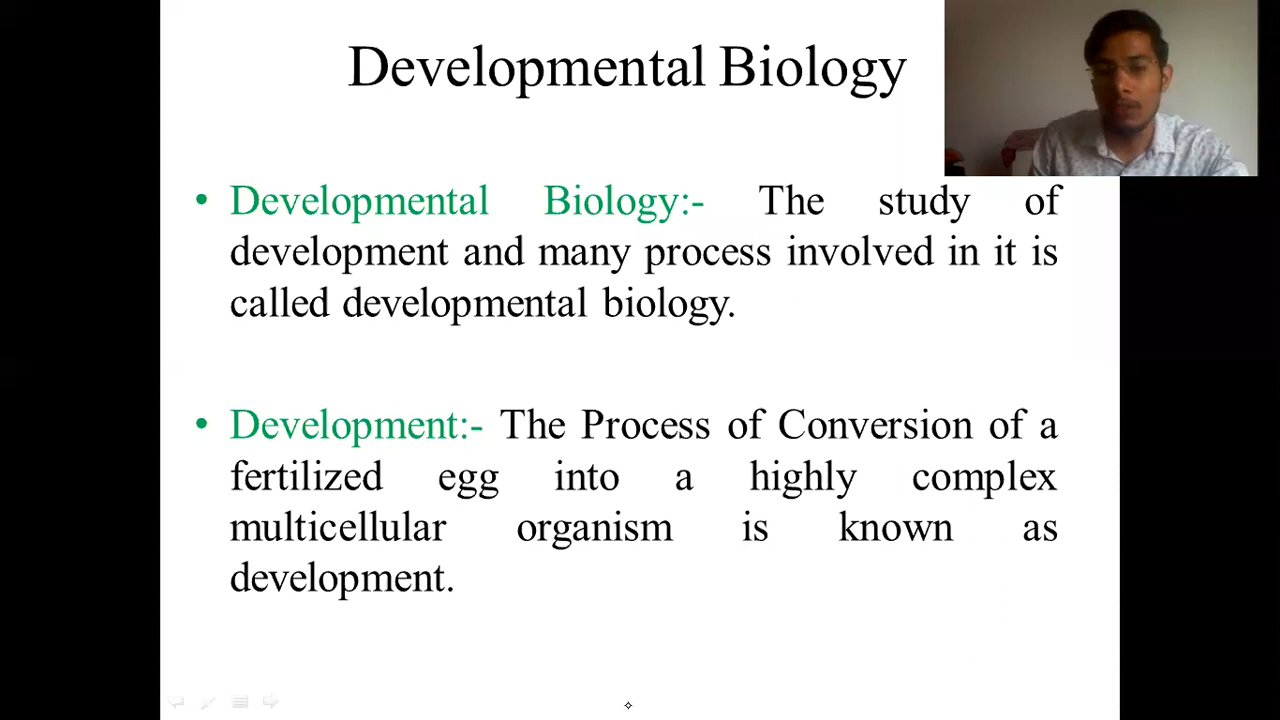 Developmental Biology
• Developmental Biology:- The study of
development and many process involved in it is
called developmental biology.
• Development:- The Process of Conversion of a
fertilized egg into a highly complex
multicellular organism is known as
development.